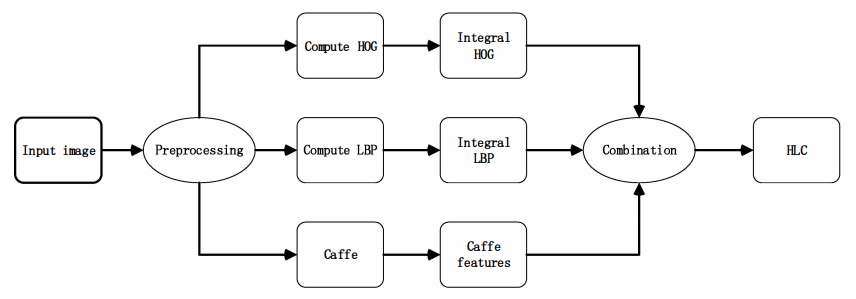 Compute HOG
Integral
HOG
Input image
Preprocessing
Compute LBP
Integral
LBP
Combination
HLC
Caffe
Caffe
features